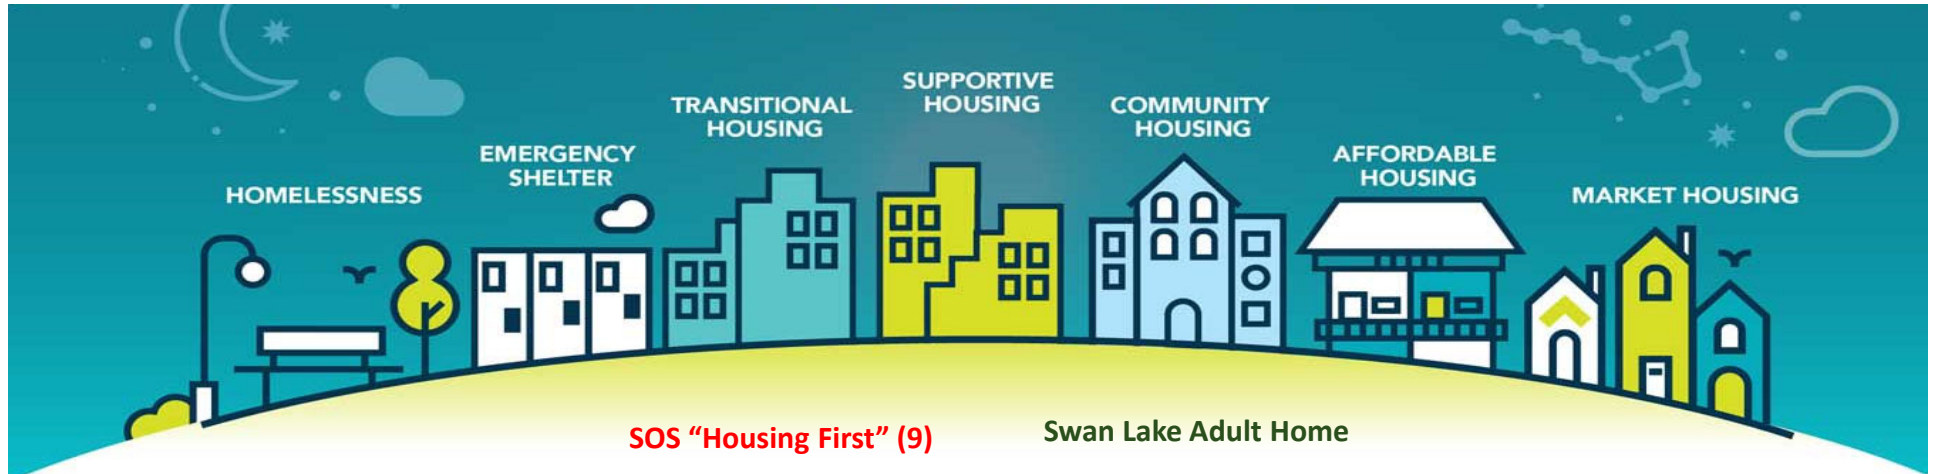 HOMELESSNESS
EMERGENCY
SHELTER
TRANSITIONAL
HOUSING
SUPPORTIVE
HOUSING
COMMUNITY
HOUSING
AFFORDABLE
HOUSING
MARKET HOUSING
SOS “Housing First” (9)
Swan Lake Adult Home